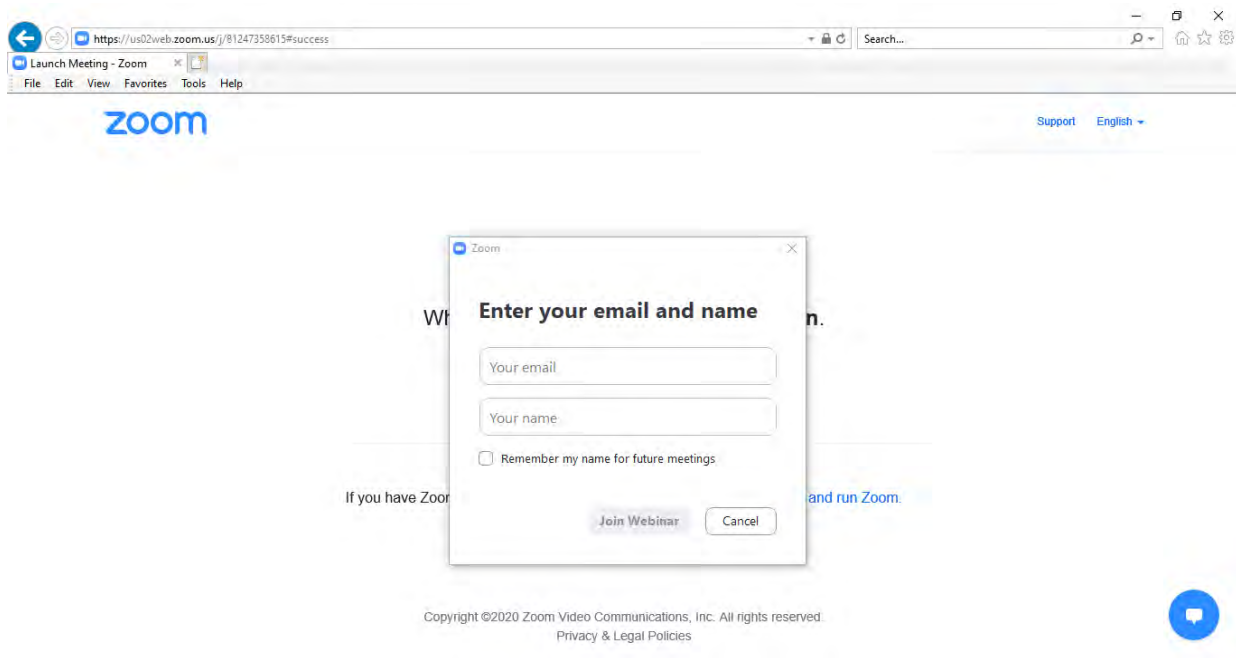 https://us02web.zoom.us/j/81247358615#success
Search...
Launch Meeting - Zoom
File Edit View Favorites Tools Help
zoom
Support English
Zoom
Enter your email and name
Wh n.
Your email
Your name
Remember my name for future meetings
If you have Zoor and run Zoom.
Join Webinar Cancel
Copyright ©2020 Zoom Video Communications, Inc. All rights reserved.
Privacy & Legal Policies